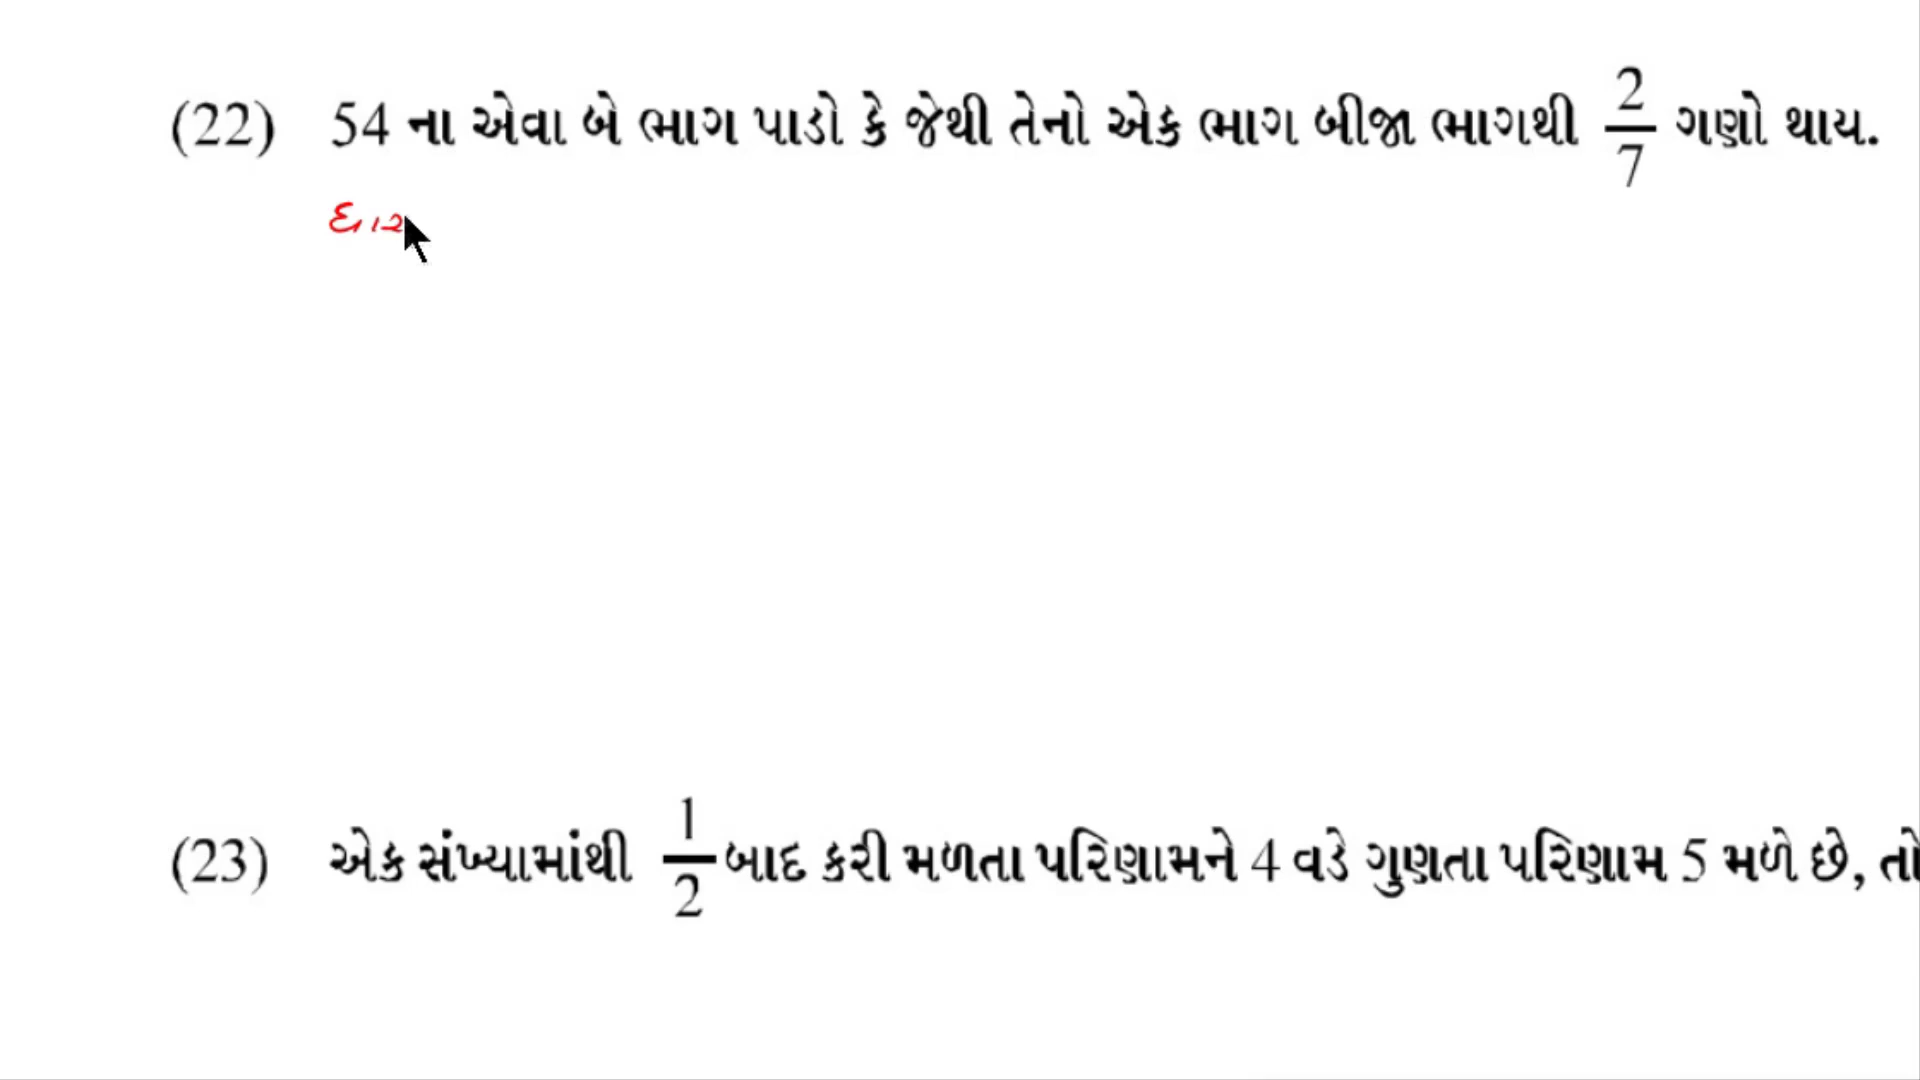 (22) 54 ના એવા બે ભાગ પાડો કે જેથી તેનો એક ભાગ બીજા ભાગથી 2/7 ગણો થાય.
ધાર
(23) એક સંખ્યામાંથી 1/2 બાદ કરી મળતા પરિણામને 4 વડે ગુણતા પરિણામ 5 મળે છે, તો